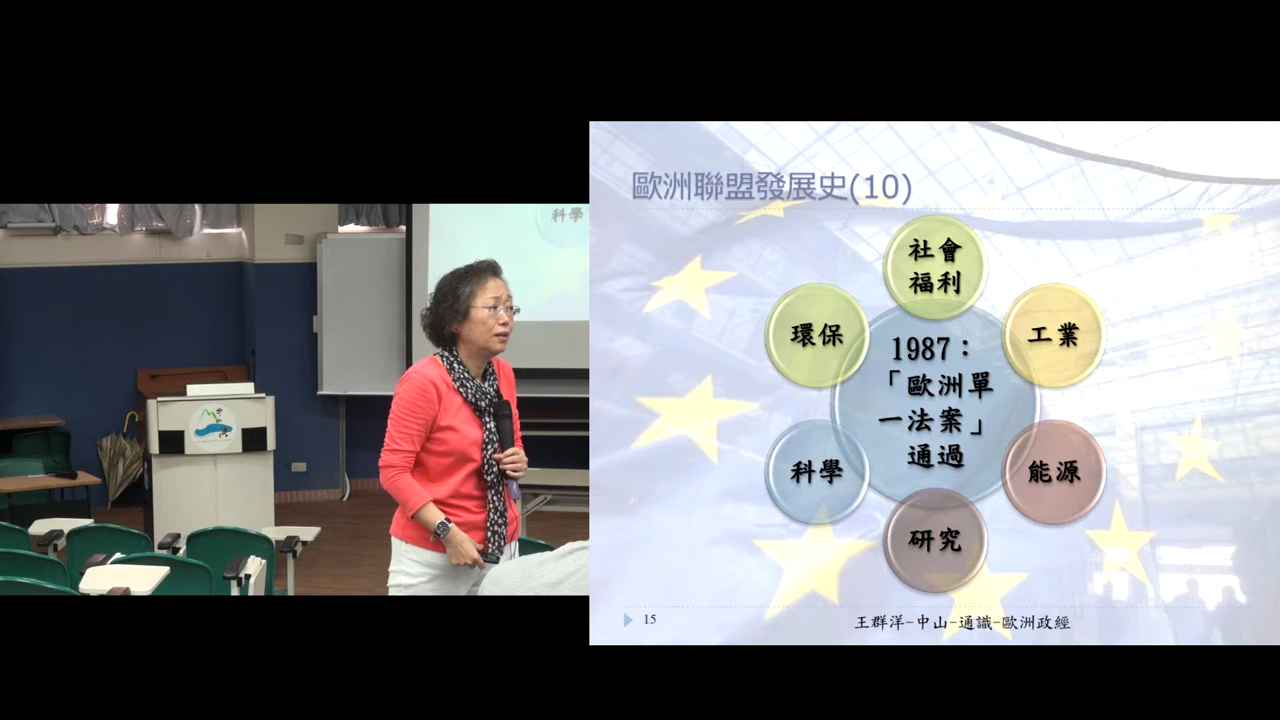 科學
歐洲聯盟發展史(10)
社會
福利
環保
工業
1987：
「歐洲單
一法案」
通過
科學
能源
研究
15
王群洋-中山-通識-歐洲政經